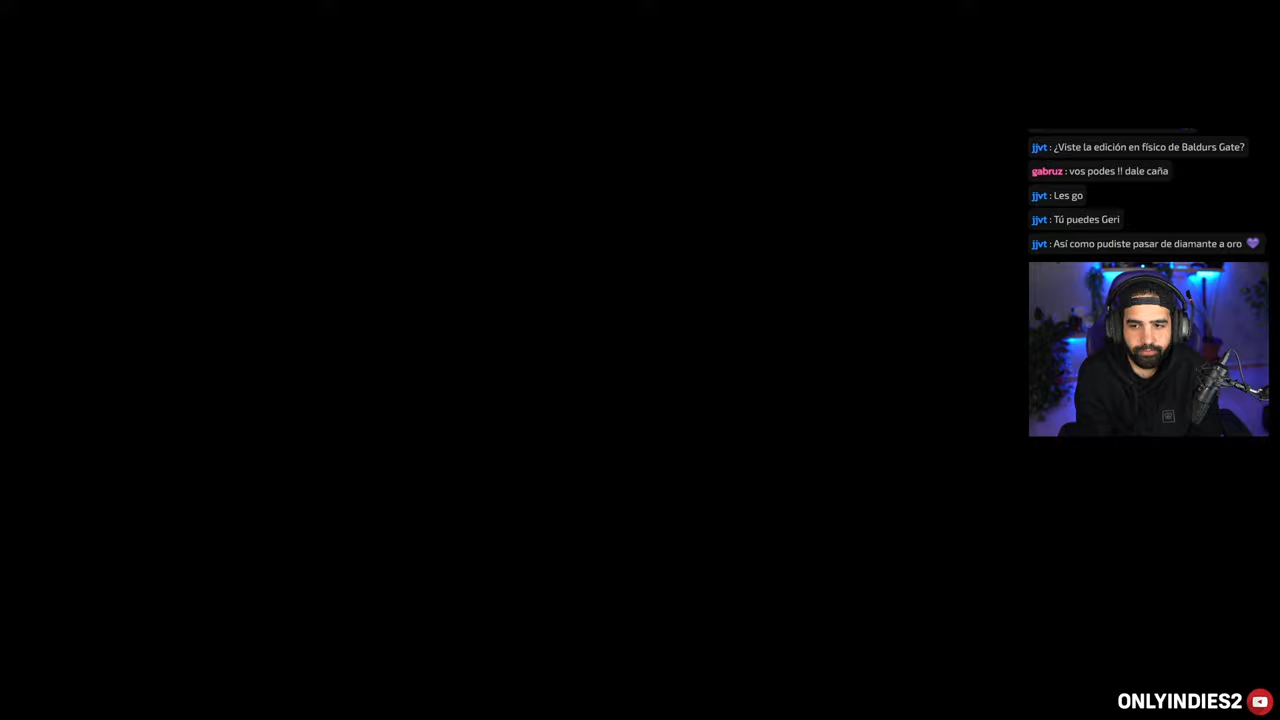 jjvt : ¿Viste la edición en físico de Baldurs Gate?
gabruz : vos podes !! dale caña
jjvt : Les go
jjvt : Tú puedes Geri
jjvt : Así como pudiste pasar de diamante a oro 💜
ONLYINDIES2